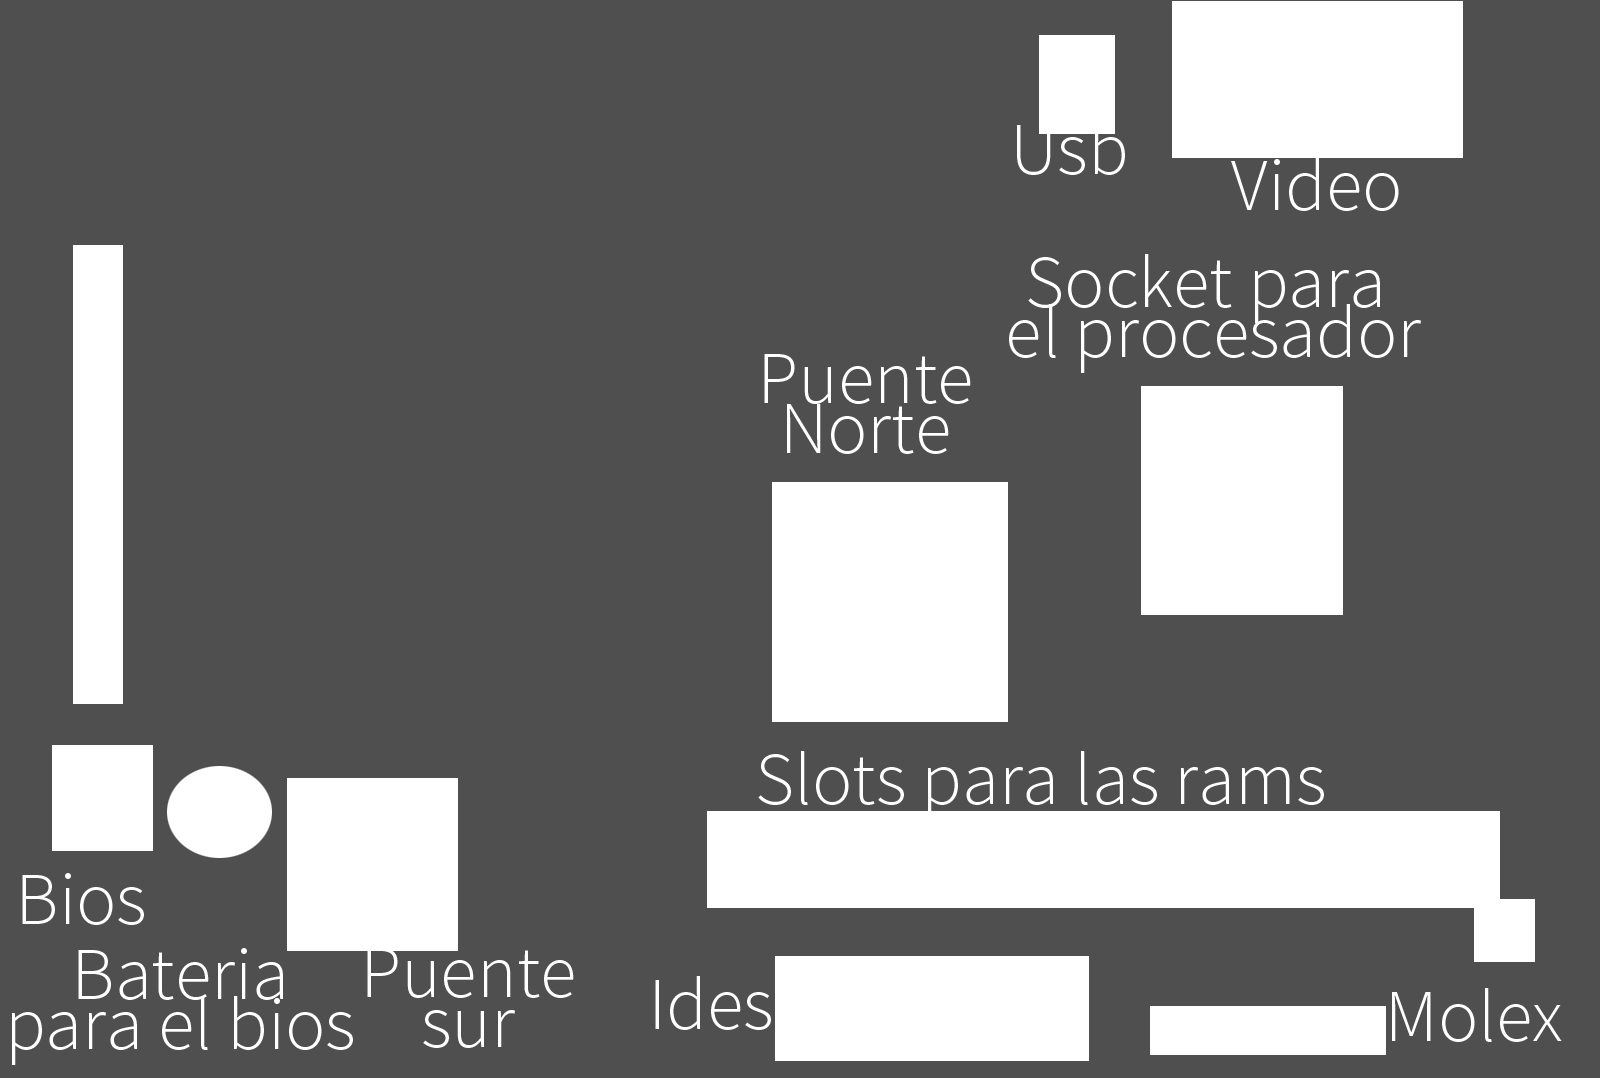 Usb
Video
Socket para
el procesador
Puente
Norte
Slots para las rams
Bios
Bateria
para el bios
Puente
sur
Ides
Molex